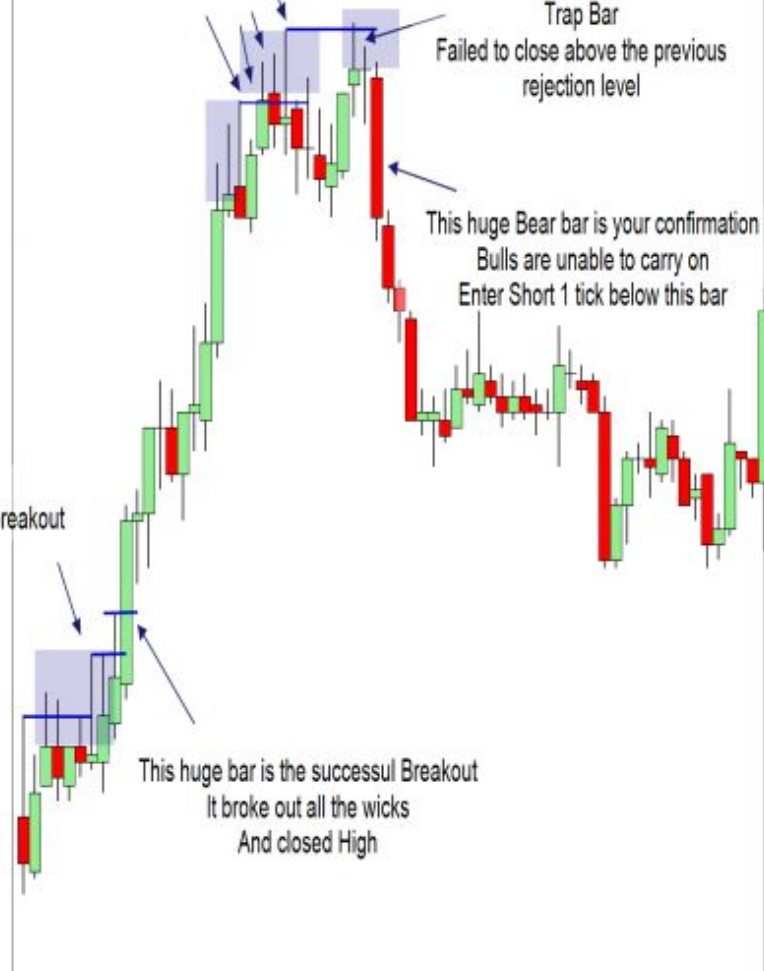 Trap Bar
Failed to close above the previous
rejection level
This huge Bear bar is your confirmation
Bulls are unable to carry on
Enter Short 1 tick below this bar
reakout
This huge bar is the successul Breakout
It broke out all the wicks
And closed High